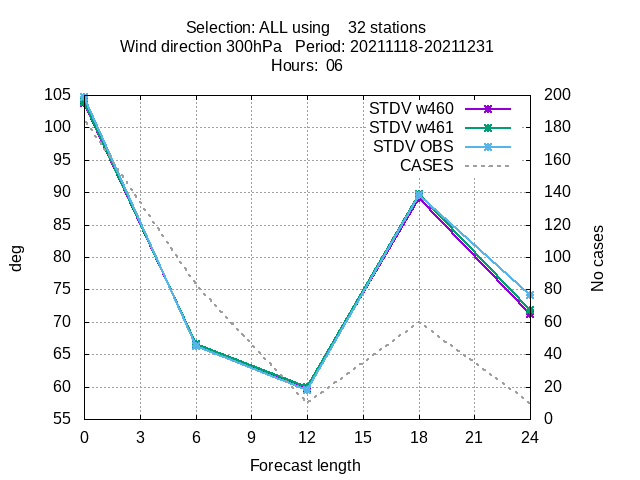 Selection: ALL using 32 stations
Wind direction 300hPa Period: 20211118-20211231
Hours: 06
STDV w460
STDV w461
STDV OBS
CASES
105
100
95
90
85
80
75
70
65
60
55
200
180
160
140
120
100
80
60
40
20
0
deg
No cases
0 3 6 9 12 15 18 21 24
Forecast length